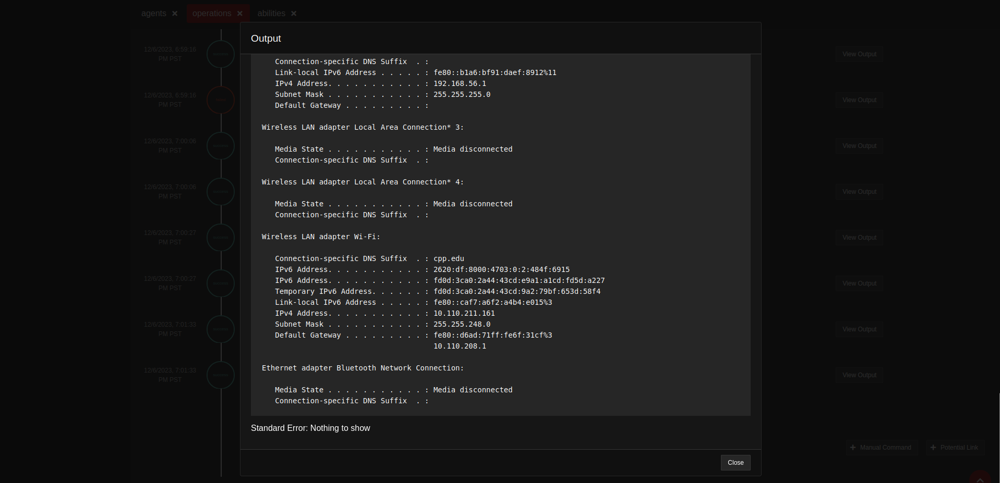 agents ✖ operations ✖ abilities ✖
Output
12/6/2023, 6:59:16
PM PST
View Output
12/6/2023, 6:59:16
PM PST
View Output
12/6/2023, 7:00:06
PM PST
View Output
12/6/2023, 7:00:06
PM PST
View Output
12/6/2023, 7:00:27
PM PST
View Output
12/6/2023, 7:00:27
PM PST
View Output
12/6/2023, 7:01:33
PM PST
View Output
12/6/2023, 7:01:33
PM PST
View Output
Connection-specific DNS Suffix  . :
Link-local IPv6 Address . . . . . : fe80::b1a6:bf91:daef:8912%11
IPv4 Address. . . . . . . . . . . : 192.168.56.1
Subnet Mask . . . . . . . . . . . : 255.255.255.0
Default Gateway . . . . . . . . . :
Wireless LAN adapter Local Area Connection* 3:
Media State . . . . . . . . . . . : Media disconnected
Connection-specific DNS Suffix  . :
Wireless LAN adapter Local Area Connection* 4:
Media State . . . . . . . . . . . : Media disconnected
Connection-specific DNS Suffix  . :
Wireless LAN adapter Wi-Fi:
Connection-specific DNS Suffix  . : cpp.edu
IPv6 Address. . . . . . . . . . . : 2620:df:8000:4703:0:2:484f:6915
IPv6 Address. . . . . . . . . . . : fd0d:3ca0:2a44:43cd:e9a1:a1cd:fd5d:a227
Temporary IPv6 Address. . . . . . : fd0d:3ca0:2a44:43cd:9a2:79bf:653d:58f4
Link-local IPv6 Address . . . . . : fe80::caf7:a6f2:a4b4:e015%3
IPv4 Address. . . . . . . . . . . : 10.110.211.161
Subnet Mask . . . . . . . . . . . : 255.255.248.0
Default Gateway . . . . . . . . . : fe80::d6ad:71ff:fe6f:31cf%3
10.110.208.1
Ethernet adapter Bluetooth Network Connection:
Media State . . . . . . . . . . . : Media disconnected
Connection-specific DNS Suffix  . :
Standard Error: Nothing to show
Close
+ Manual Command
+ Potential Link